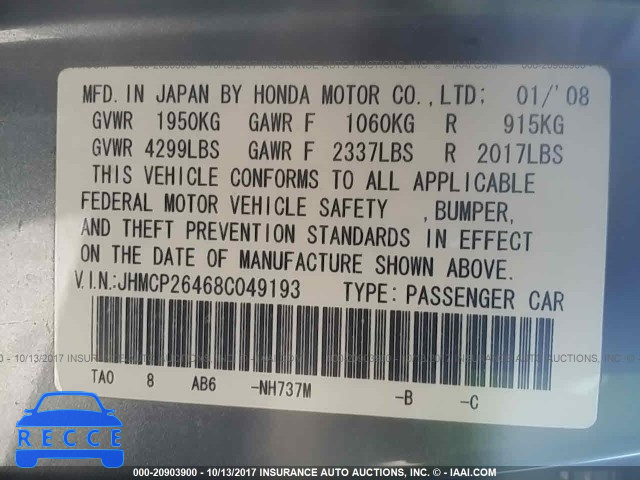 MFD. IN JAPAN BY HONDA MOTOR CO. ,LTD; 01/'08
GVWR 1950KG GAWR F 1060KG R 915KG
GVWR 4299LBS GAWR F 2337LBS R 2017LBS
THIS VEHICLE CONFORMS TO ALL APPLICABLE
FEDERAL MOTOR VEHICLE SAFETY ,BUMPER,
AND THEFT PREVENTION STANDARDS IN EFFECT
ON THE DATE OF MANUFACTURE SHOWN ABOVE.
V.I.N.:JHMCP26468C049193 TYPE: PASSENGER CAR
TA0 8 AB6 -NH737M -B -C
RECCE
000-20903900 - 10/13/2017 INSURANCE AUTO AUCTIONS INC. - © IAAI.COM